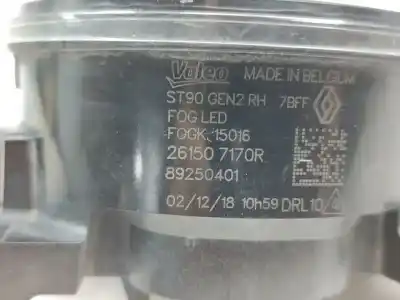 Valeo MADE IN BELGIUM
ST90 GEN2 RH 7BFF
FOG LED
FOGK 15016
26150 7170R
89250401
02/12/18 10h59 DRL10